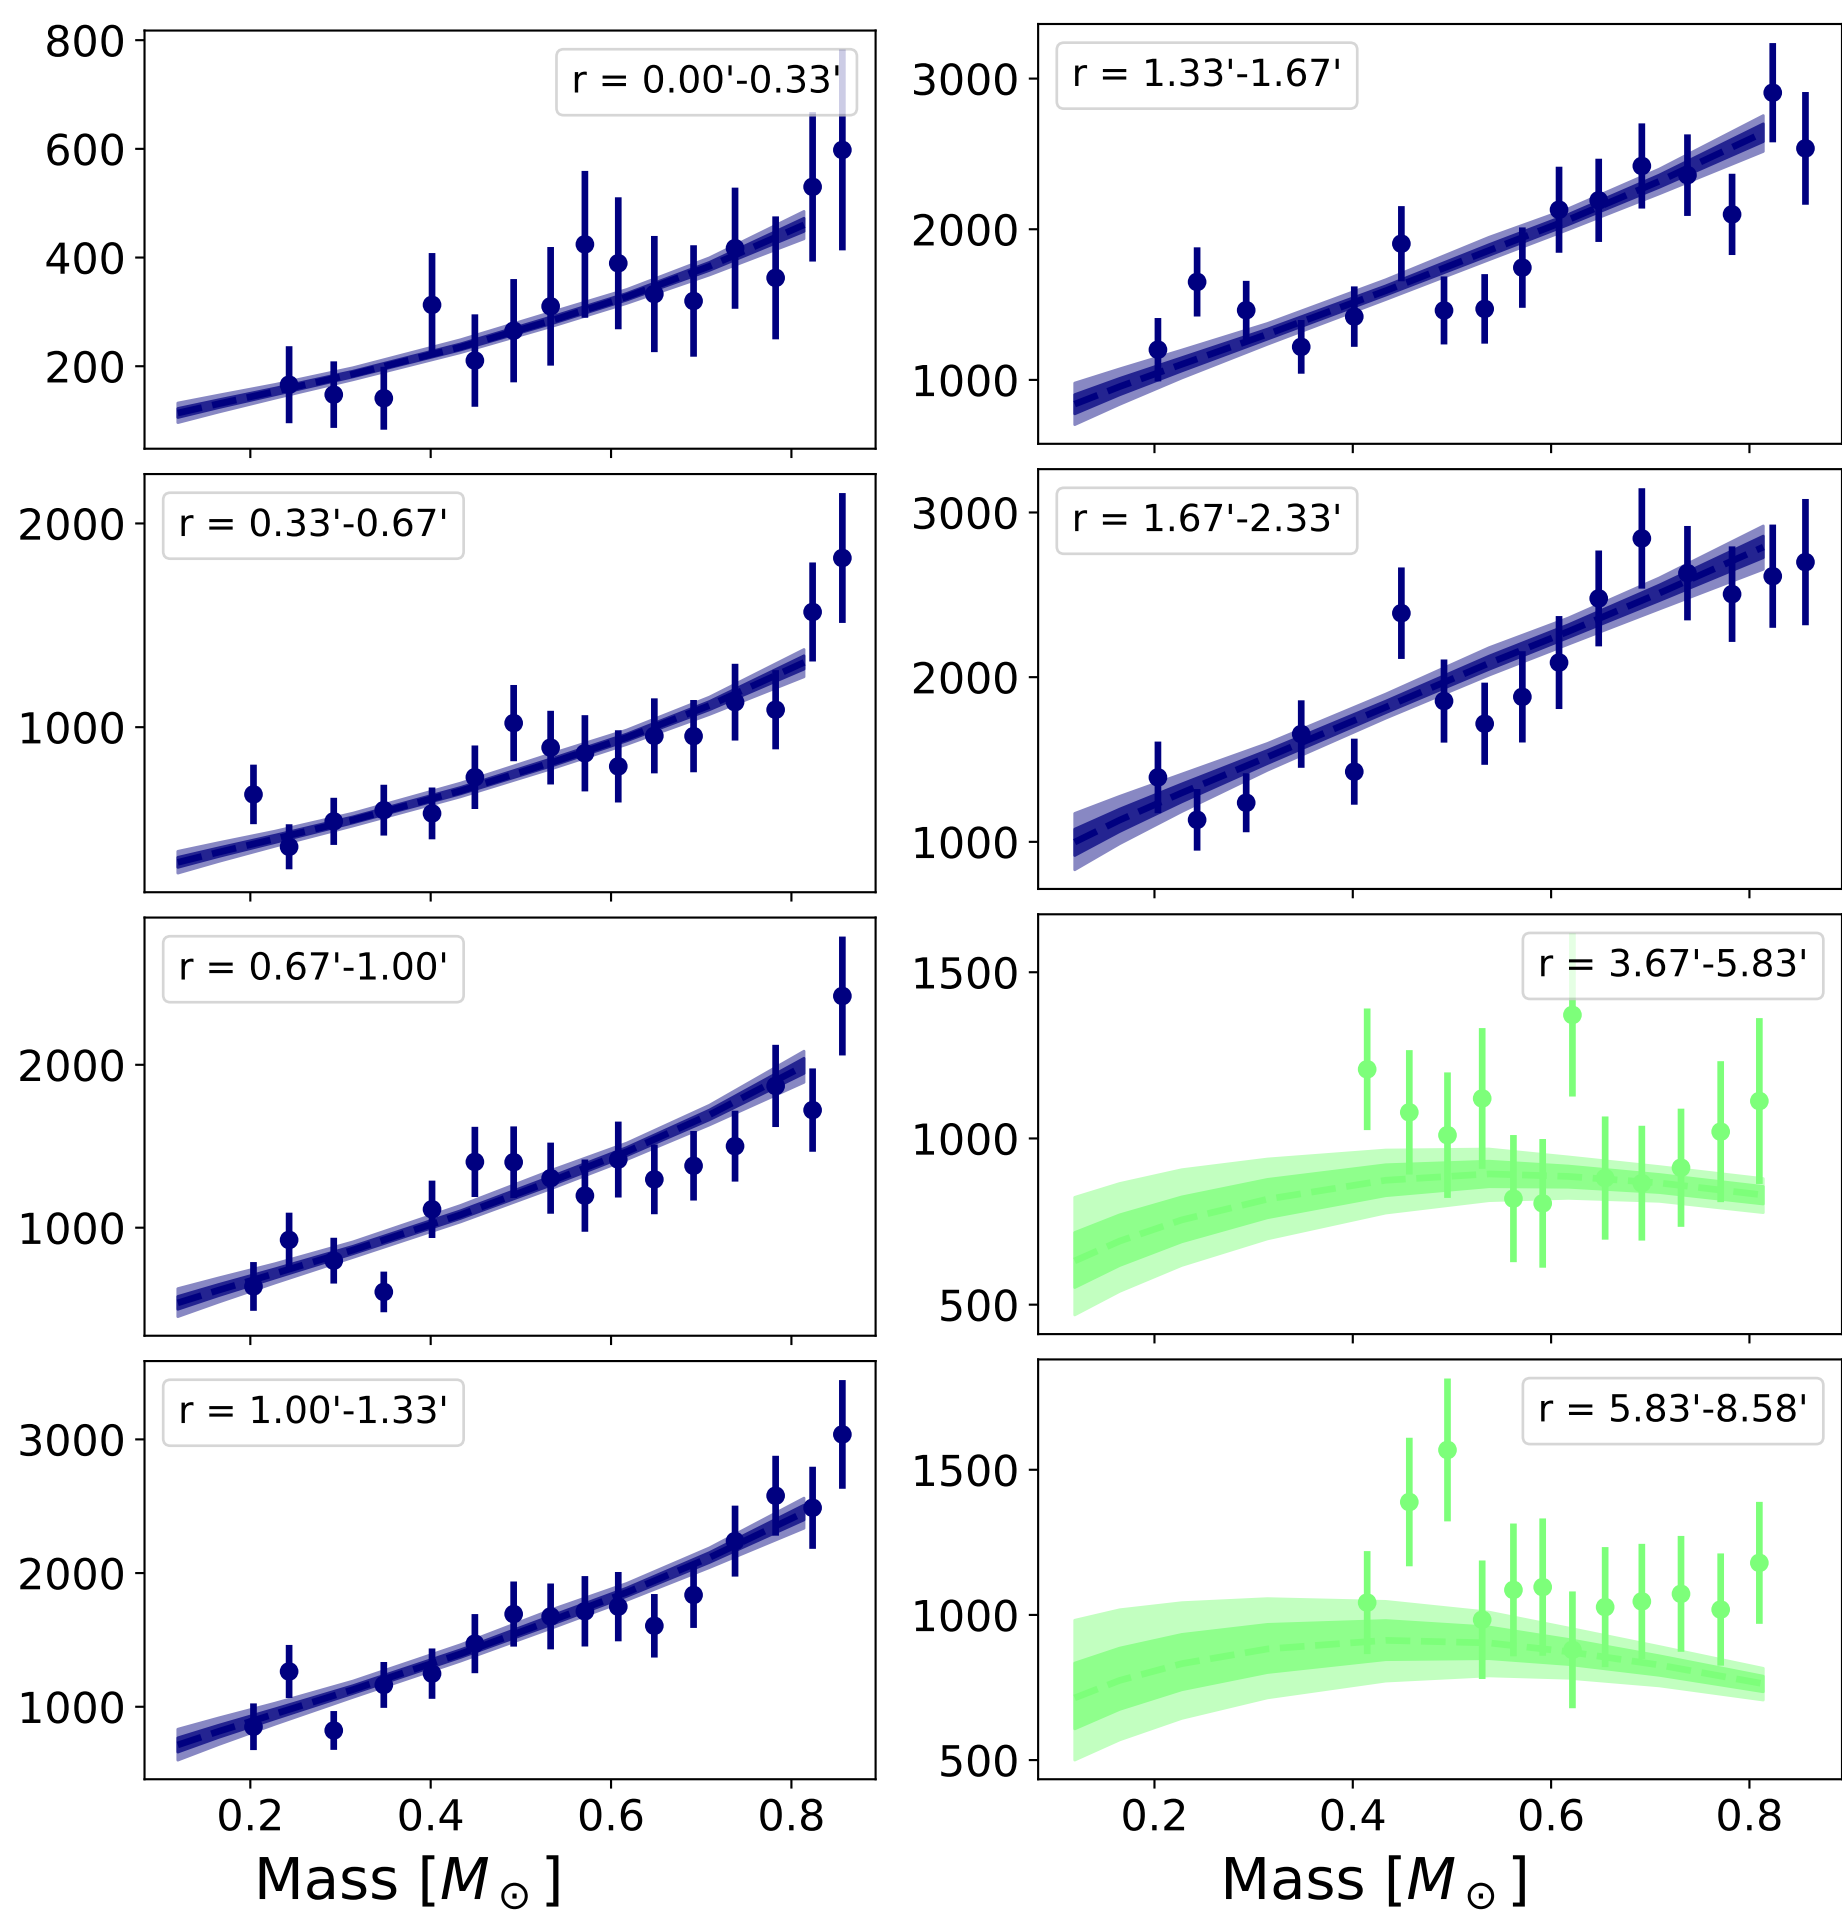 800
600
400
200
r = 0.00'-0.33'
2000
1000
r = 0.33'-0.67'
2000
1000
r = 0.67'-1.00'
3000
2000
1000
r = 1.00'-1.33'
0.2 0.4 0.6 0.8
Mass [M⊙]
3000
2000
1000
r = 1.33'-1.67'
3000
2000
1000
r = 1.67'-2.33'
1500
1000
500
r = 3.67'-5.83'
1500
1000
500
r = 5.83'-8.58'
0.2 0.4 0.6 0.8
Mass [M⊙]